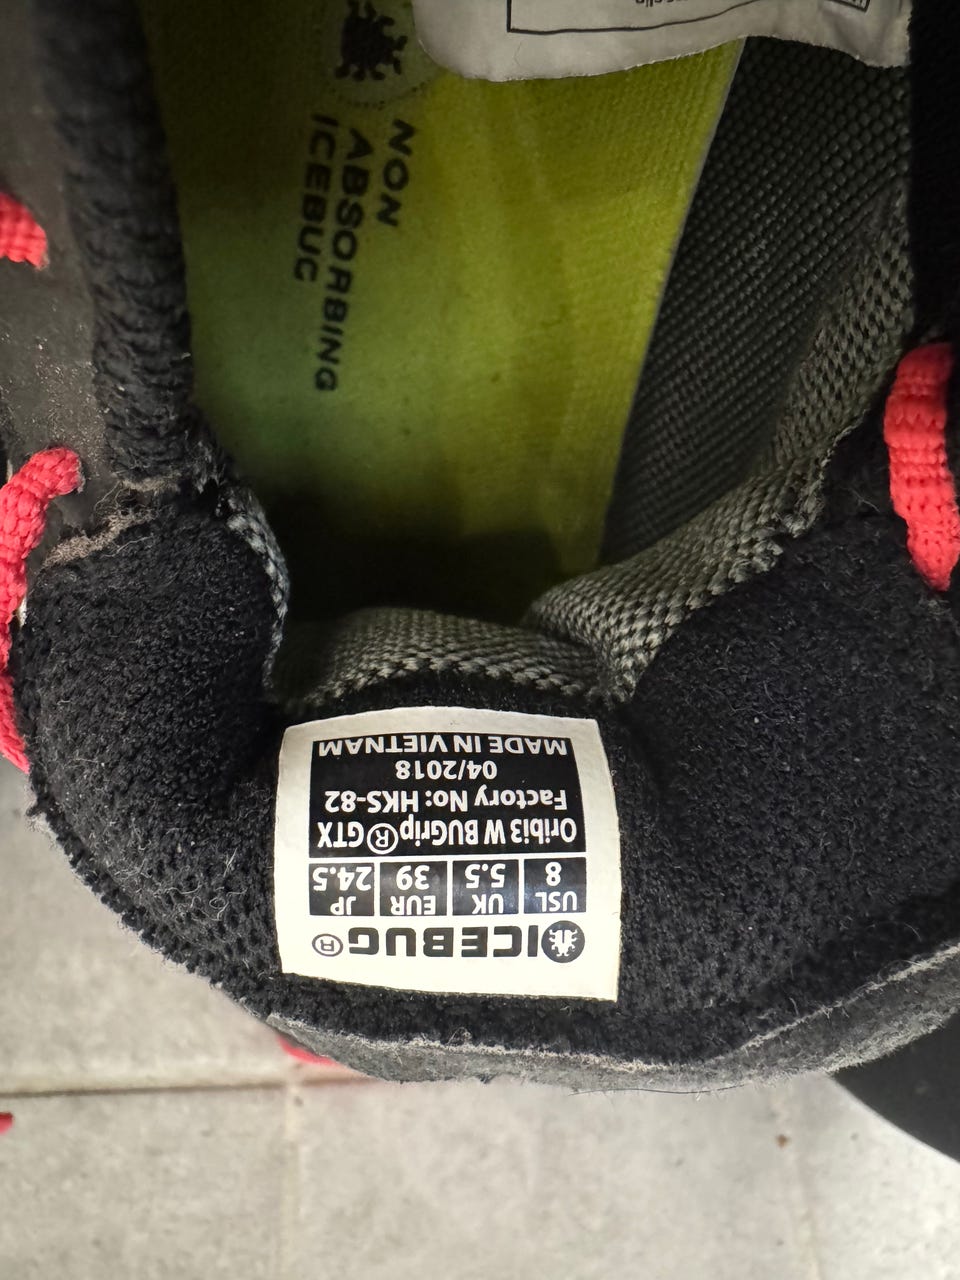 ICEBUG®
USL UK EUR JP
8 5.5 39 24.5
Oribi3 W BUGrip® GTX
Factory No: HKS-82
04/2018
MADE IN VIETNAM
NON
ABSORBING
ICEBUG